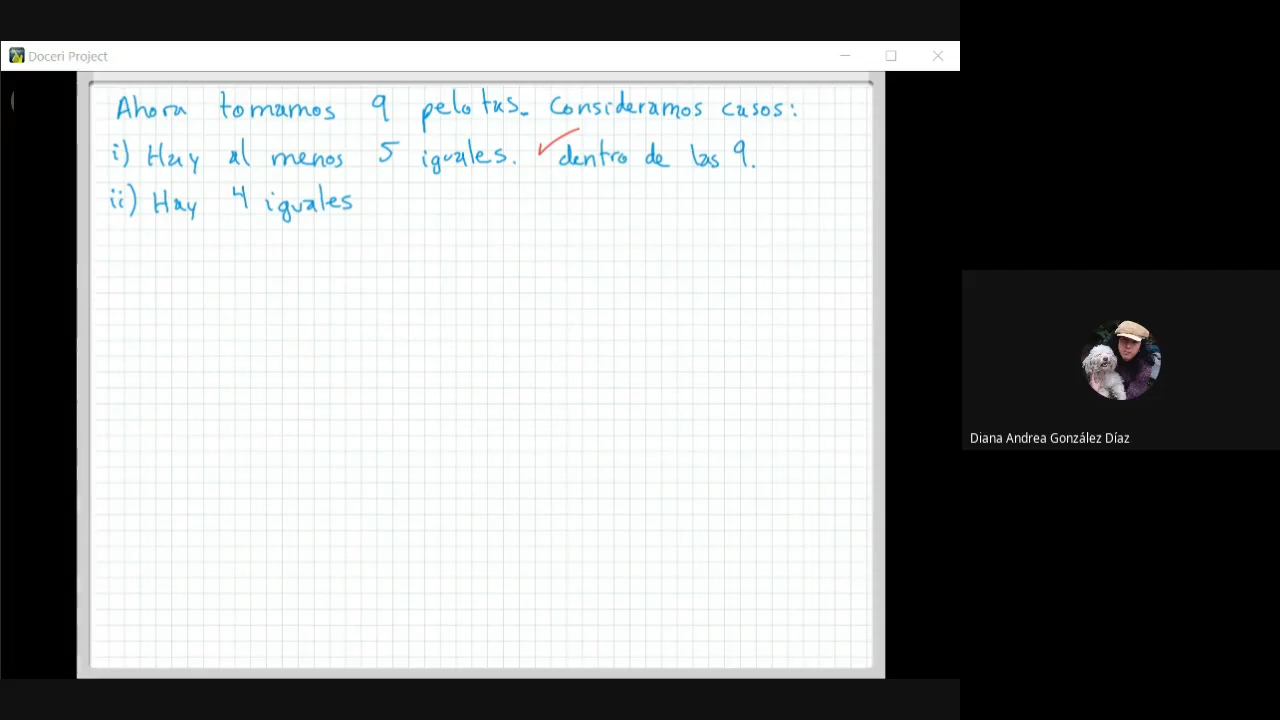 Doceri Project
Ahora tomamos 9 pelotas. Consideramos casos:
i) Hay al menos 5 iguales. dentro de las 9.
ii) Hay 4 iguales
Diana Andrea González Díaz